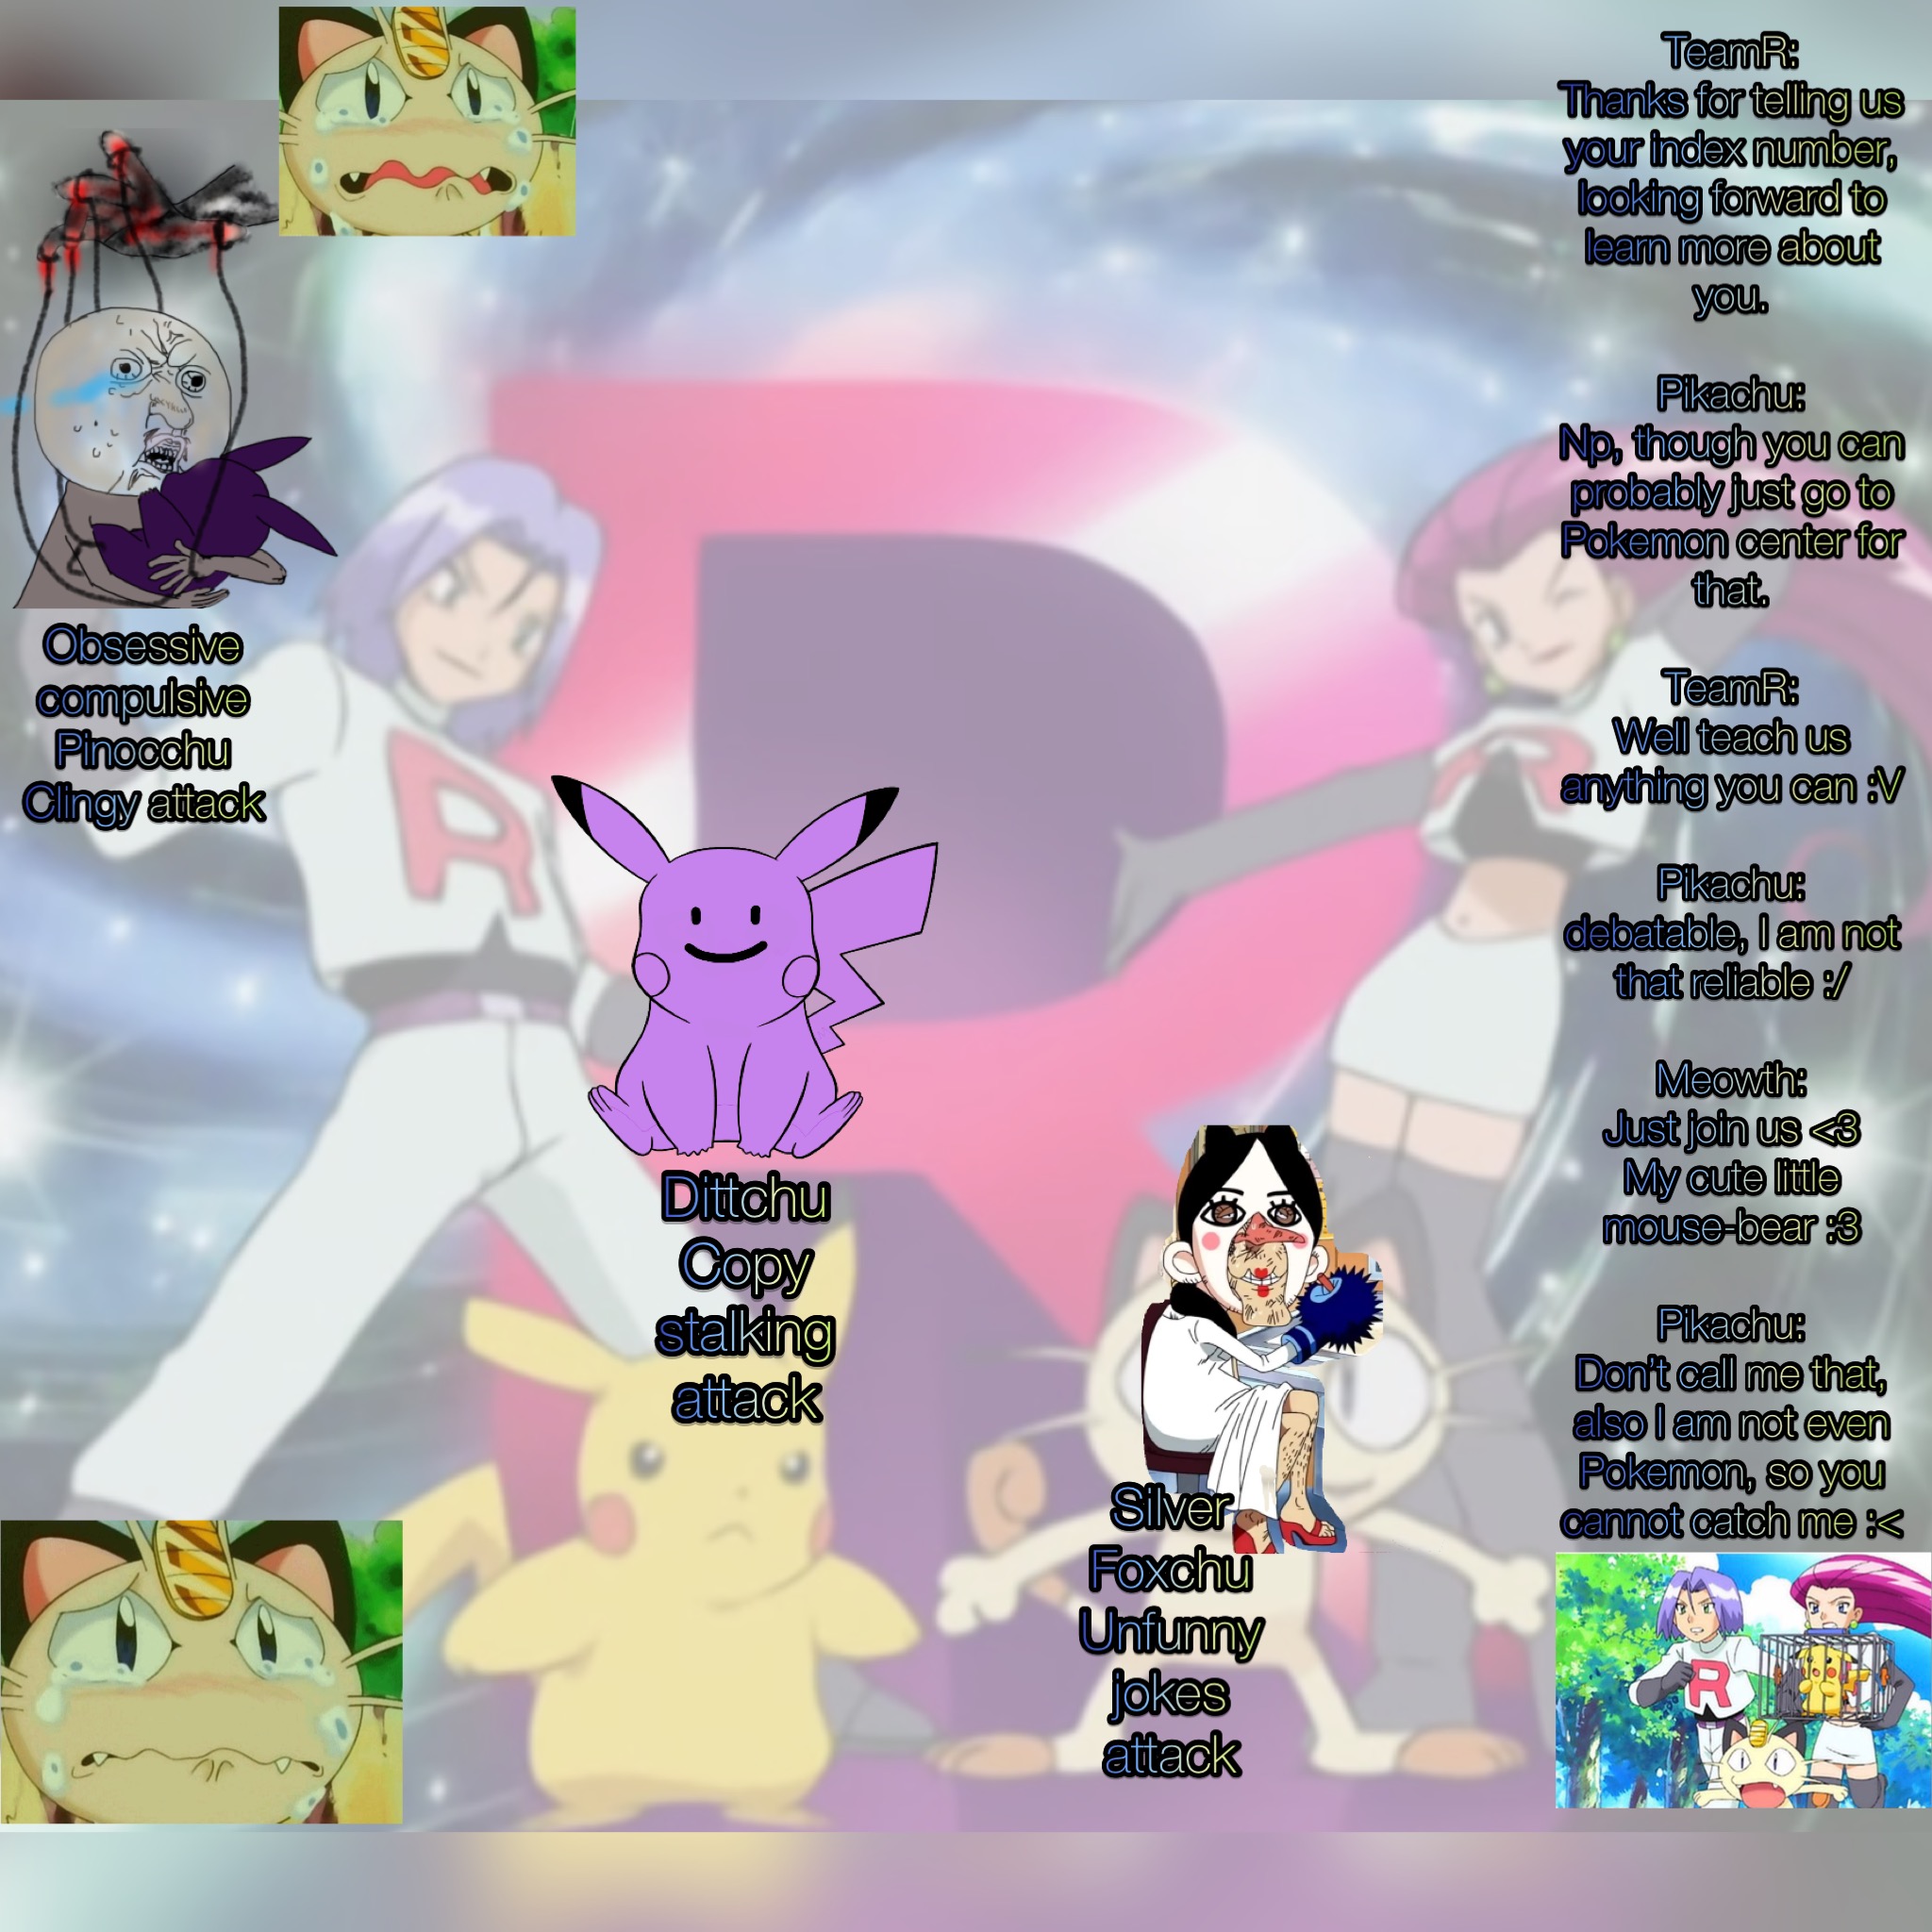 TeamR:
Thanks for telling us
your index number,
looking forward to
learn more about
you.
Pikachu:
Np, though you can
probably just go to
Pokemon center for
that.
TeamR:
Well teach us
anything you can :V
Pikachu:
debatable, I am not
that reliable :/
Meowth:
Just join us <3
My cute little
mouse-bear :3
Pikachu:
Don't call me that,
also I am not even
Pokemon, so you
cannot catch me :<
Obsessive
compulsive
Pinocchu
Clingy attack
Dittchu
Copy
stalking
attack
Silver
Foxchu
Unfunny
jokes
attack
R
R
R
R